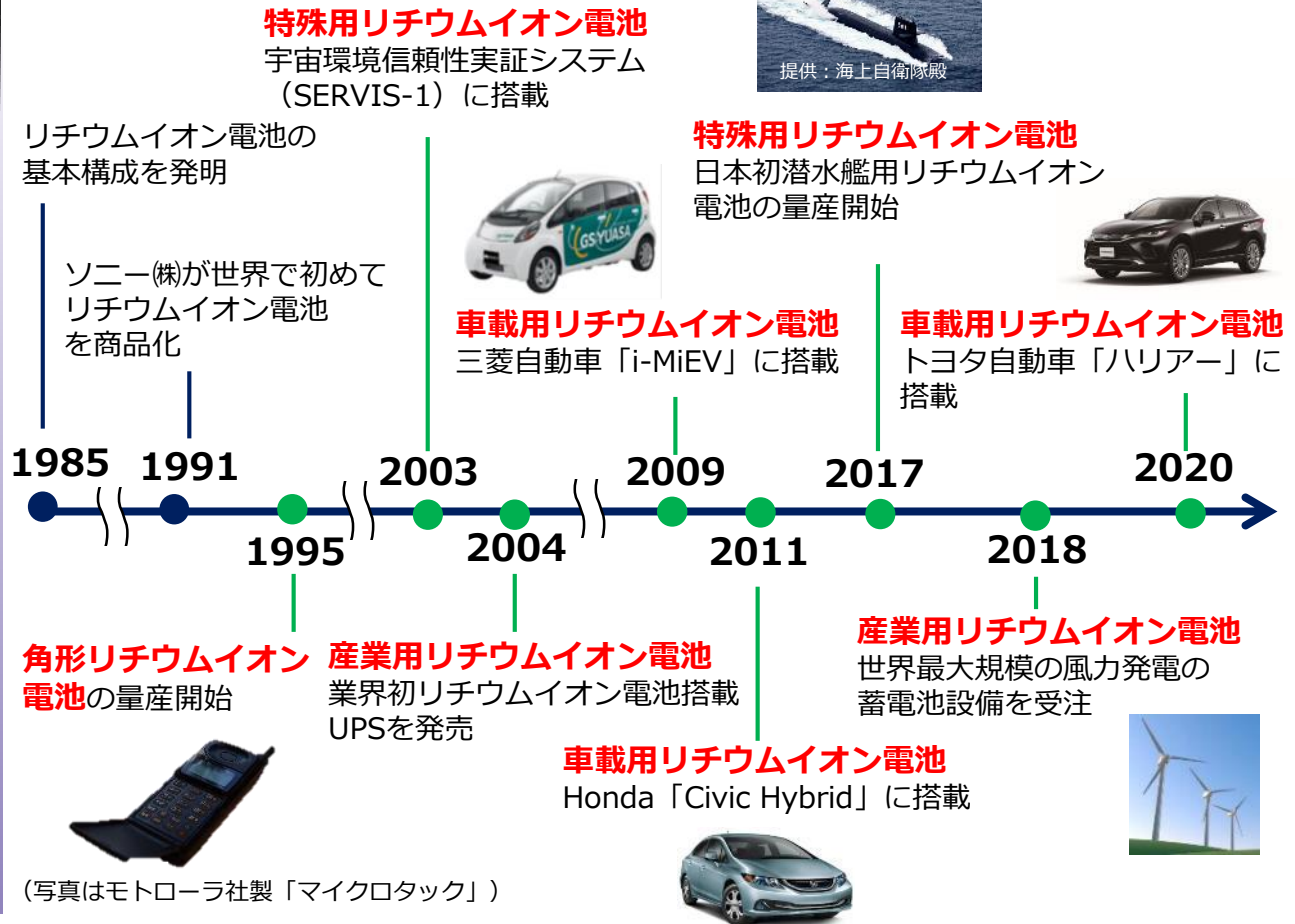 特殊用リチウムイオン電池
宇宙環境信頼性実証システム
（SERVIS-1）に搭載
提供：海上自衛隊殿
リチウムイオン電池の
基本構成を発明
特殊用リチウムイオン電池
日本初潜水艦用リチウムイオン
電池の量産開始
GS YUASA
ソニー㈱が世界で初めて
リチウムイオン電池
を商品化
車載用リチウムイオン電池
三菱自動車「i-MiEV」に搭載
車載用リチウムイオン電池
トヨタ自動車「ハリアー」に
搭載
1985
1991
2003
2009
2017
2020
1995
2004
2011
2018
角形リチウムイオン
電池の量産開始
産業用リチウムイオン電池
業界初リチウムイオン電池搭載
UPSを発売
産業用リチウムイオン電池
世界最大規模の風力発電の
蓄電池設備を受注
車載用リチウムイオン電池
Honda「Civic Hybrid」に搭載
（写真はモトローラ社製「マイクロタック」）